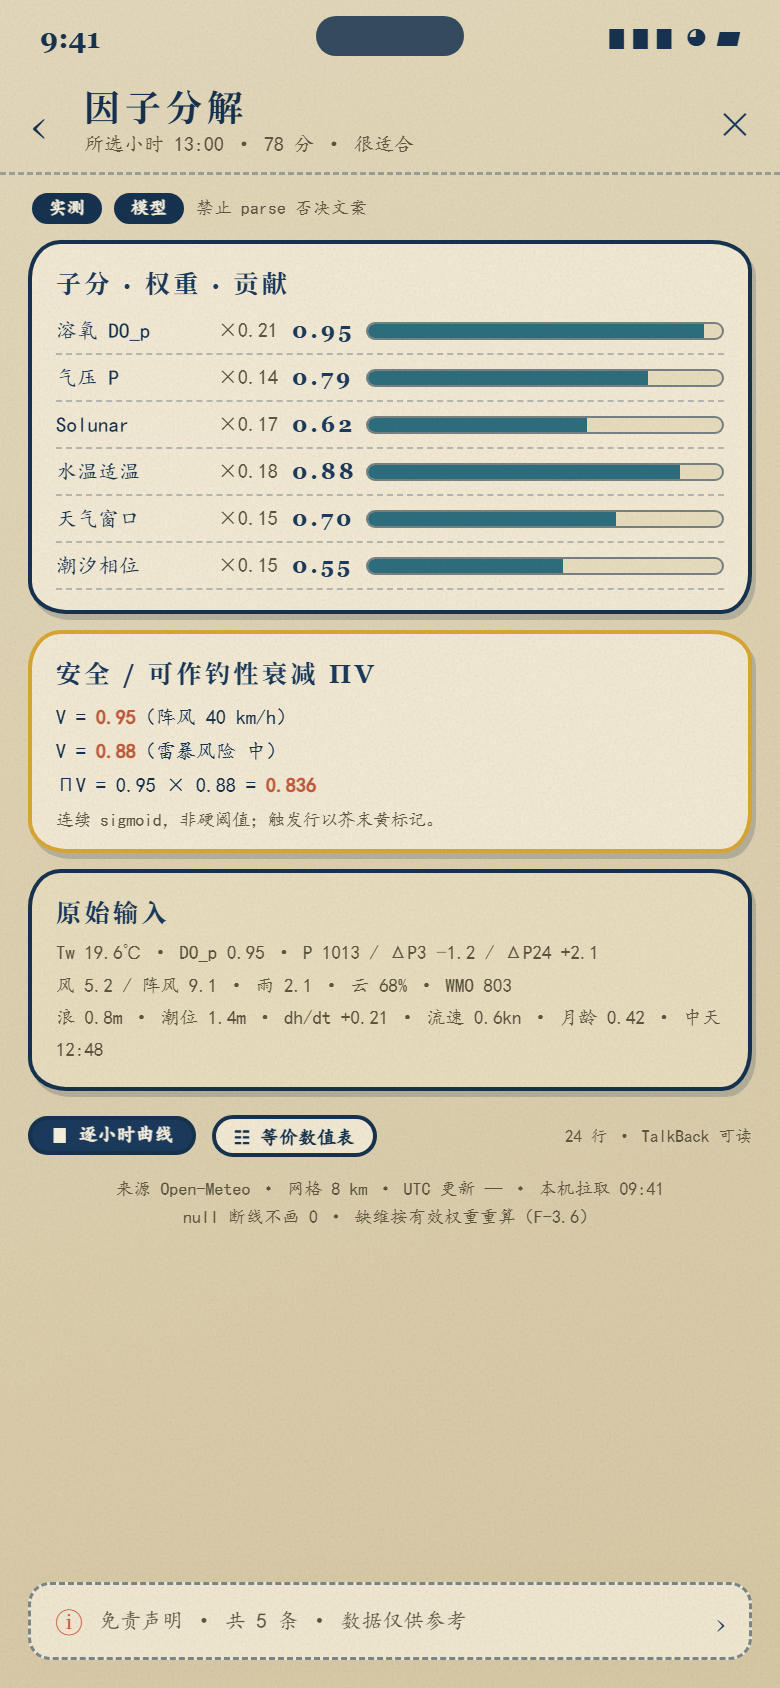 9:41
因子分解
所选小时 13:00 • 78 分 • 很适合
实测 模型 禁止 parse 否决文案
子分 · 权重 · 贡献
溶氧 DO_p ×0.21 0.95
气压 P ×0.14 0.79
Solunar ×0.17 0.62
水温适温 ×0.18 0.88
天气窗口 ×0.15 0.70
潮汐相位 ×0.15 0.55
安全 / 可作钓性衰减 ΠV
V = 0.95（阵风 40 km/h）
V = 0.88（雷暴风险 中）
ΠV = 0.95 × 0.88 = 0.836
连续 sigmoid, 非硬阈值; 触发行以芥末黄标记。
原始输入
Tw 19.6℃ • DO_p 0.95 • P 1013 / ΔP3 −1.2 / ΔP24 +2.1
风 5.2 / 阵风 9.1 • 雨 2.1 • 云 68% • WMO 803
浪 0.8m • 潮位 1.4m • dh/dt +0.21 • 流速 0.6kn • 月龄 0.42 • 中天
12:48
逐小时曲线 等价数值表 24 行 • TalkBack 可读
来源 Open-Meteo • 网格 8 km • UTC 更新 — • 本机拉取 09:41
null 断线不画 0 • 缺维按有效权重重算（F-3.6）
免责声明 • 共 5 条 • 数据仅供参考